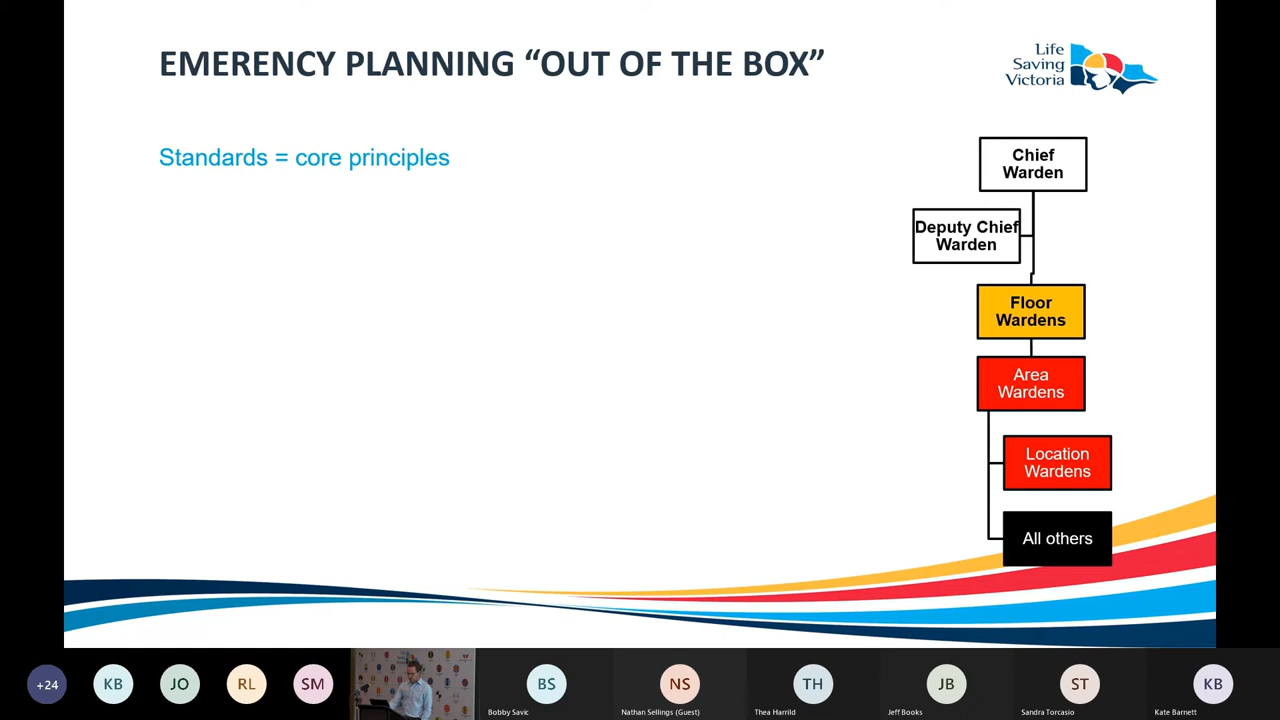 EMERENCY PLANNING “OUT OF THE BOX”
Life
Saving
Victoria
Standards = core principles
Chief
Warden
Deputy Chief
Warden
Floor
Wardens
Area
Wardens
Location
Wardens
All others
+24
KB
JO
RL
SM
BS
NS
TH
JB
ST
KB
Bobby Savic
Nathan Sellings (Guest)
Thea Harrild
Jeff Books
Sandra Torcasio
Kate Barnett